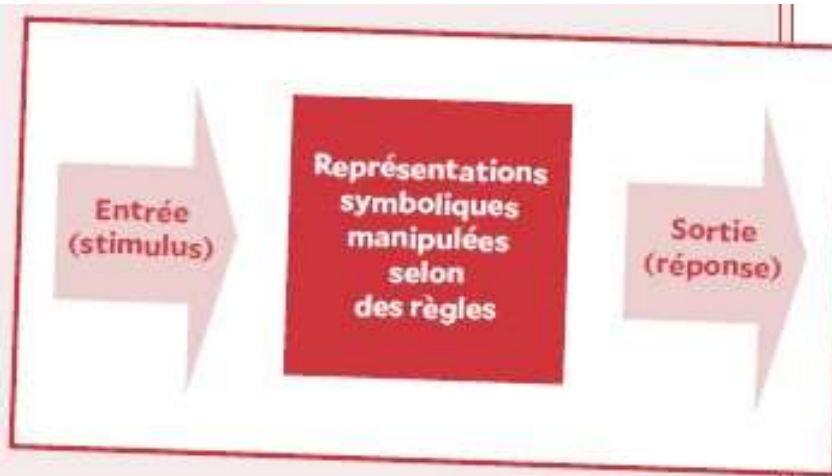 Entrée
(stimulus)
Représentations
symboliques
manipulées
selon
des règles
Sortie
(réponse)